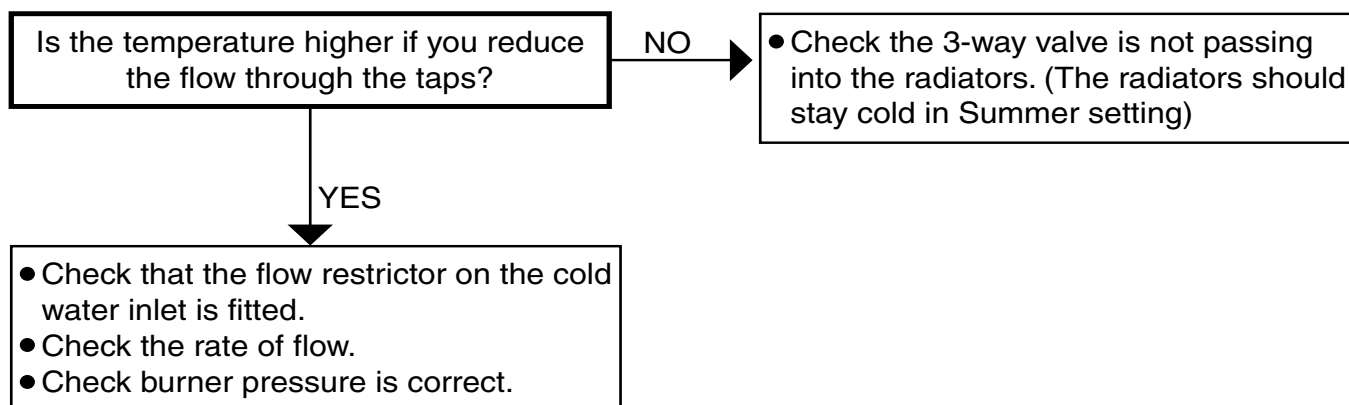 Is the temperature higher if you reduce
the flow through the taps?
NO
● Check the 3-way valve is not passing
into the radiators. (The radiators should
stay cold in Summer setting)
YES
● Check that the flow restrictor on the cold
water inlet is fitted.
● Check the rate of flow.
● Check burner pressure is correct.